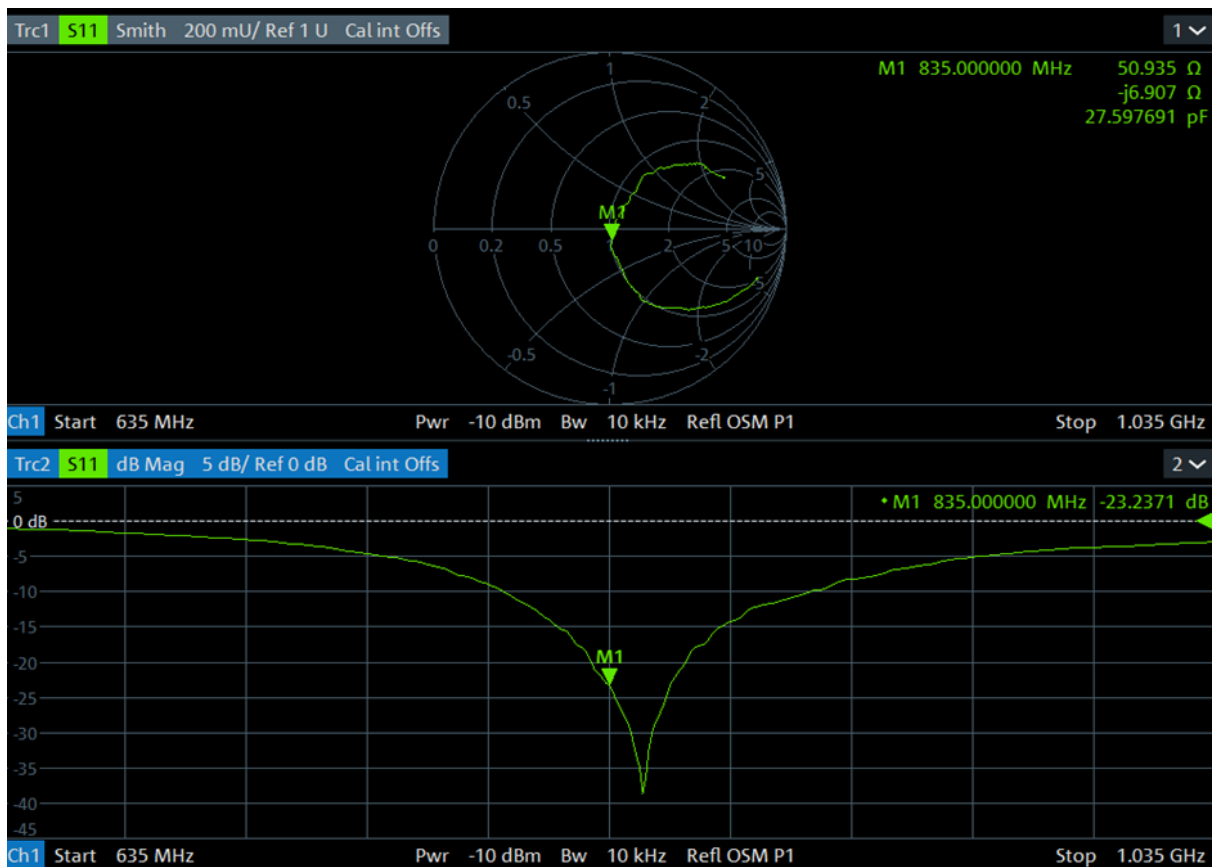 Trc1 S11 Smith 200 mU/ Ref 1 U Cal int Offs 1
M1 835.000000 MHz 50.935 Ω
-j6.907 Ω
27.597691 pF
1
0.5 2
5
M1
0 0.2 0.5 1 2 5 10
-5
-0.5 -2
-1
Ch1 Start 635 MHz Pwr -10 dBm Bw 10 kHz Refl OSM P1 Stop 1.035 GHz
Trc2 S11 dB Mag 5 dB/ Ref 0 dB Cal int Offs 2
5
• M1 835.000000 MHz -23.2371 dB
0 dB
-5
-10
-15
-20
M1
-25
-30
-35
-40
-45
Ch1 Start 635 MHz Pwr -10 dBm Bw 10 kHz Refl OSM P1 Stop 1.035 GHz